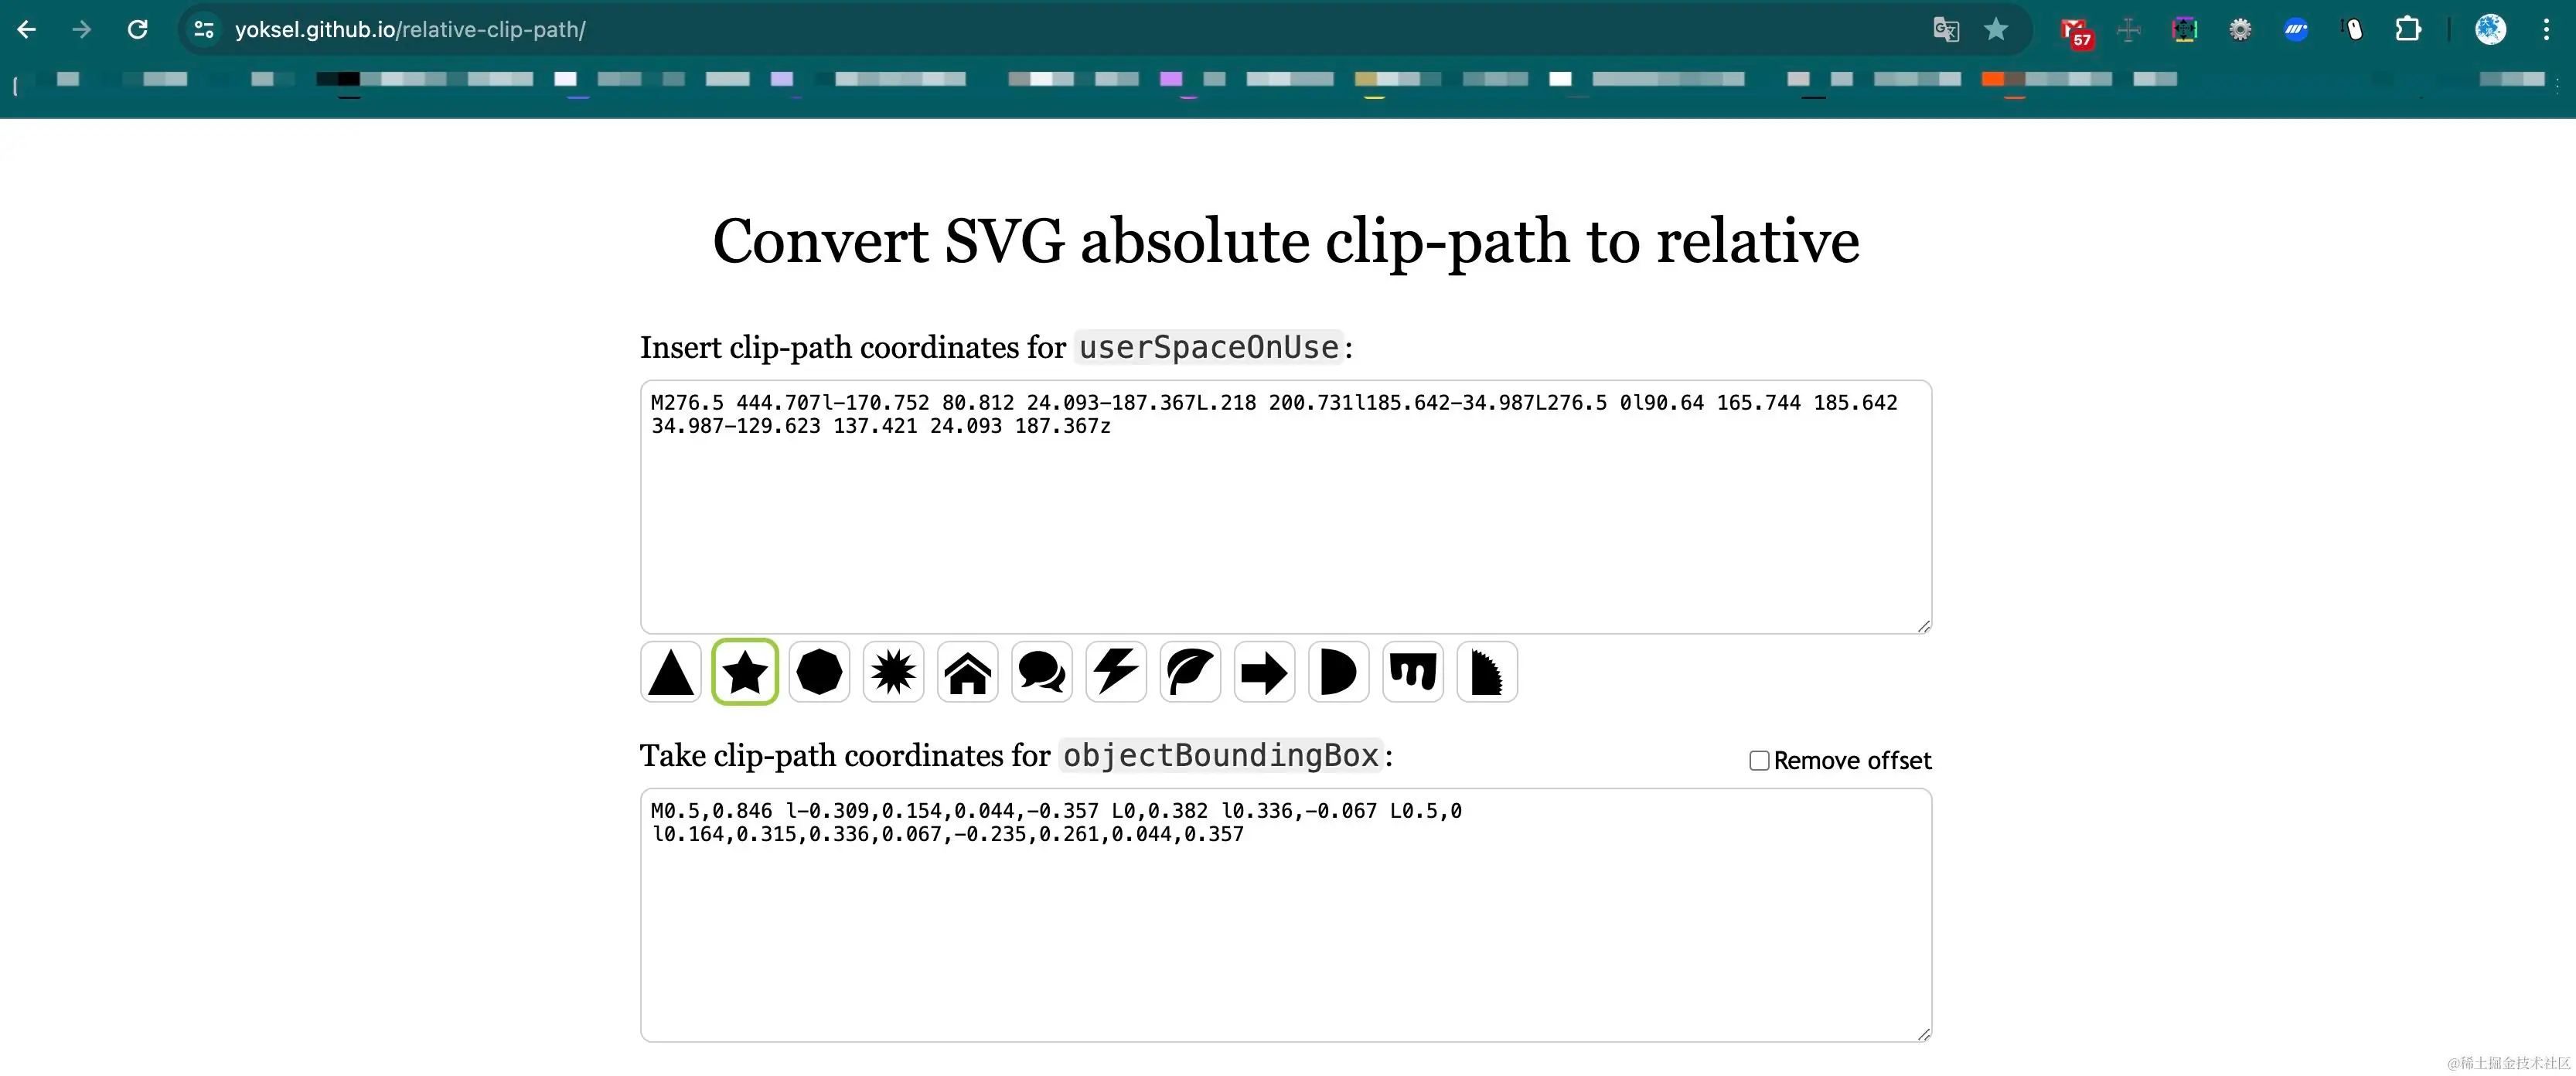 yoksel.github.io/relative-clip-path/
57
Convert SVG absolute clip-path to relative
Insert clip-path coordinates for userSpaceOnUse:
M276.5 444.707l-170.752 80.812 24.093-187.367L.218 200.731l185.642-34.987L276.5 0l90.64 165.744 185.642
34.987-129.623 137.421 24.093 187.367z
Take clip-path coordinates for objectBoundingBox:
Remove offset
M0.5,0.846 l-0.309,0.154,0.044,-0.357 L0,0.382 l0.336,-0.067 L0.5,0
l0.164,0.315,0.336,0.067,-0.235,0.261,0.044,0.357
@稀土掘金技术社区